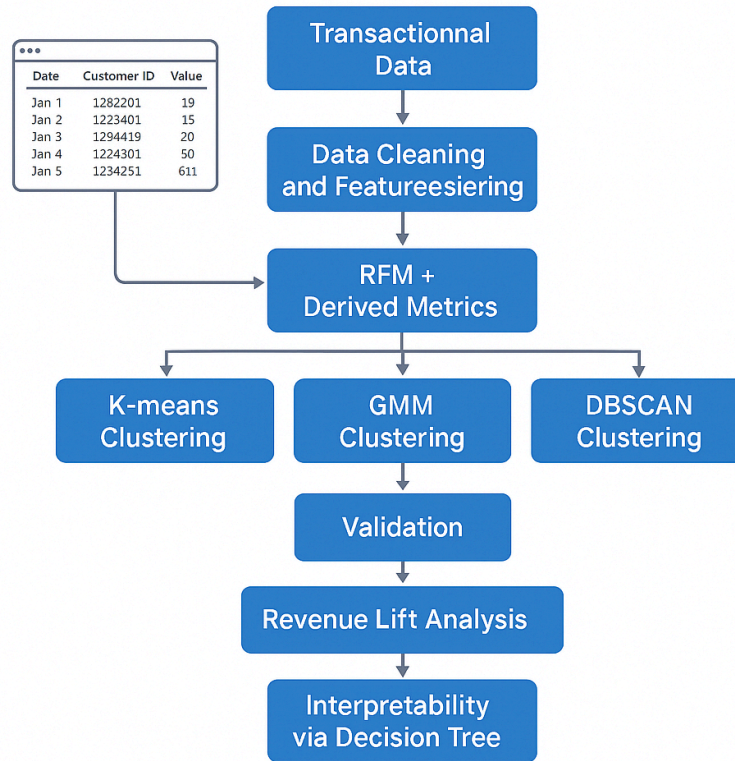 Transactionnal
Data
Date Customer ID Value
Jan 1 1282201 19
Jan 2 1223401 15
Jan 3 1294419 20
Jan 4 1224301 50
Jan 5 1234251 611
Data Cleaning
and Featureesiering
RFM +
Derived Metrics
K-means
Clustering
GMM
Clustering
DBSCAN
Clustering
Validation
Revenue Lift Analysis
Interpretability
via Decision Tree